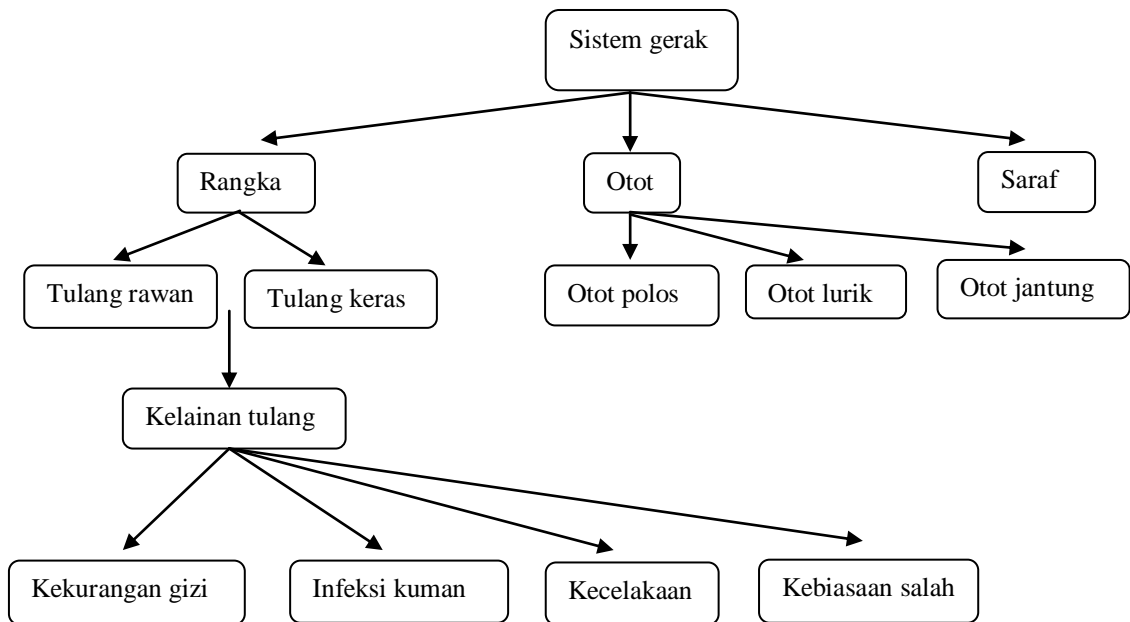 Sistem gerak
Rangka
Otot
Saraf
Tulang rawan
Tulang keras
Otot polos
Otot lurik
Otot jantung
Kelainan tulang
Kekurangan gizi
Infeksi kuman
Kecelakaan
Kebiasaan salah